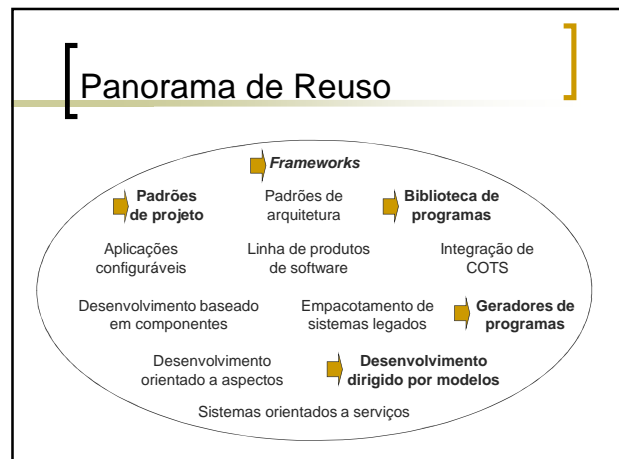 Panorama de Reuso
Frameworks
Padrões
de projeto
Padrões de
arquitetura
Biblioteca de
programas
Aplicações
configuráveis
Linha de produtos
de software
Integração de
COTS
Desenvolvimento baseado
em componentes
Empacotamento de
sistemas legados
Geradores de
programas
Desenvolvimento
orientado a aspectos
Desenvolvimento
dirigido por modelos
Sistemas orientados a serviços